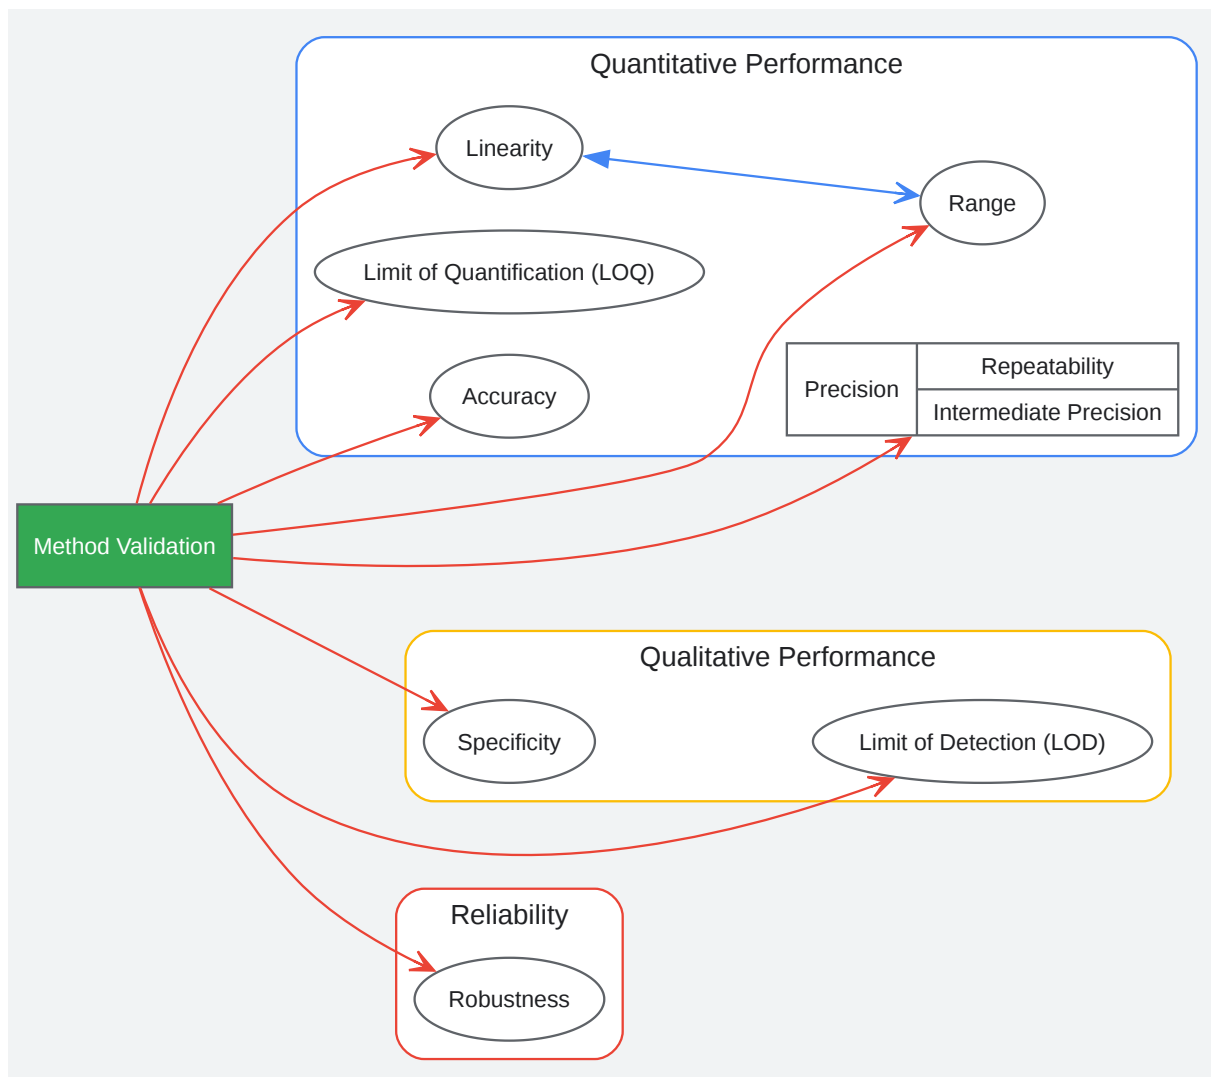 Quantitative Performance
Linearity
Range
Limit of Quantification (LOQ)
Accuracy
Precision
Repeatability
Intermediate Precision
Method Validation
Qualitative Performance
Specificity
Limit of Detection (LOD)
Reliability
Robustness